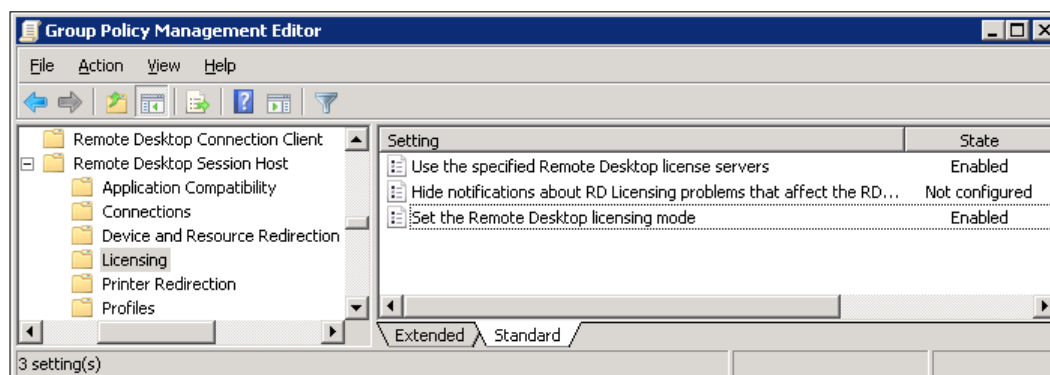 Group Policy Management Editor
File Action View Help
Remote Desktop Connection Client
Remote Desktop Session Host
Application Compatibility
Connections
Device and Resource Redirection
Licensing
Printer Redirection
Profiles
Setting State
Use the specified Remote Desktop license servers Enabled
Hide notifications about RD Licensing problems that affect the RD... Not configured
Set the Remote Desktop licensing mode Enabled
Extended Standard
3 setting(s)